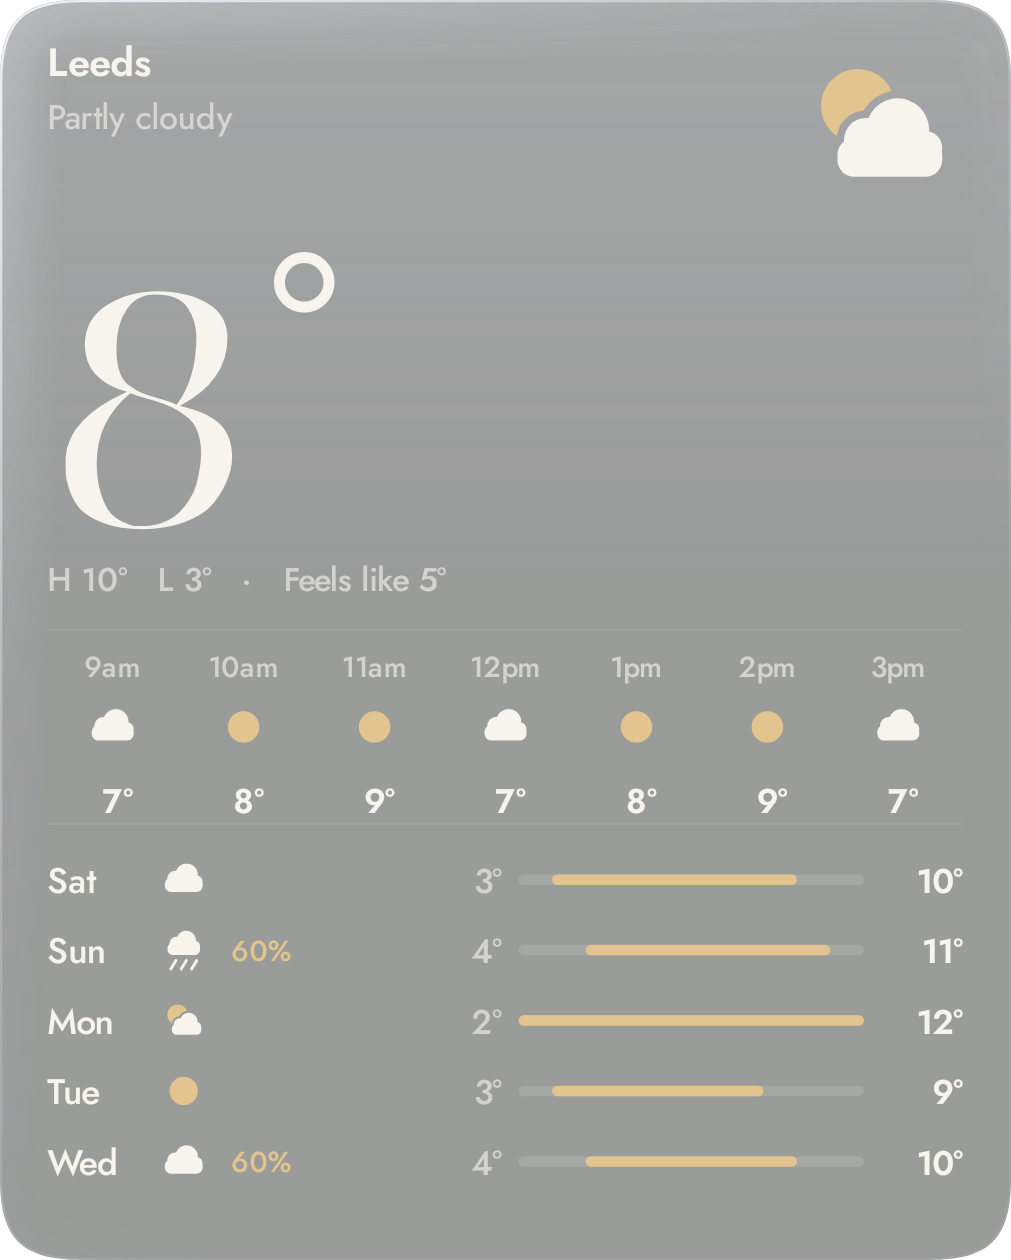 Leeds
Partly cloudy
8°
H 10° L 3° · Feels like 5°
9am 10am 11am 12pm 1pm 2pm 3pm
7° 8° 9° 7° 8° 9° 7°
Sat 3° 10°
Sun 60% 4° 11°
Mon 2° 12°
Tue 3° 9°
Wed 60% 4° 10°